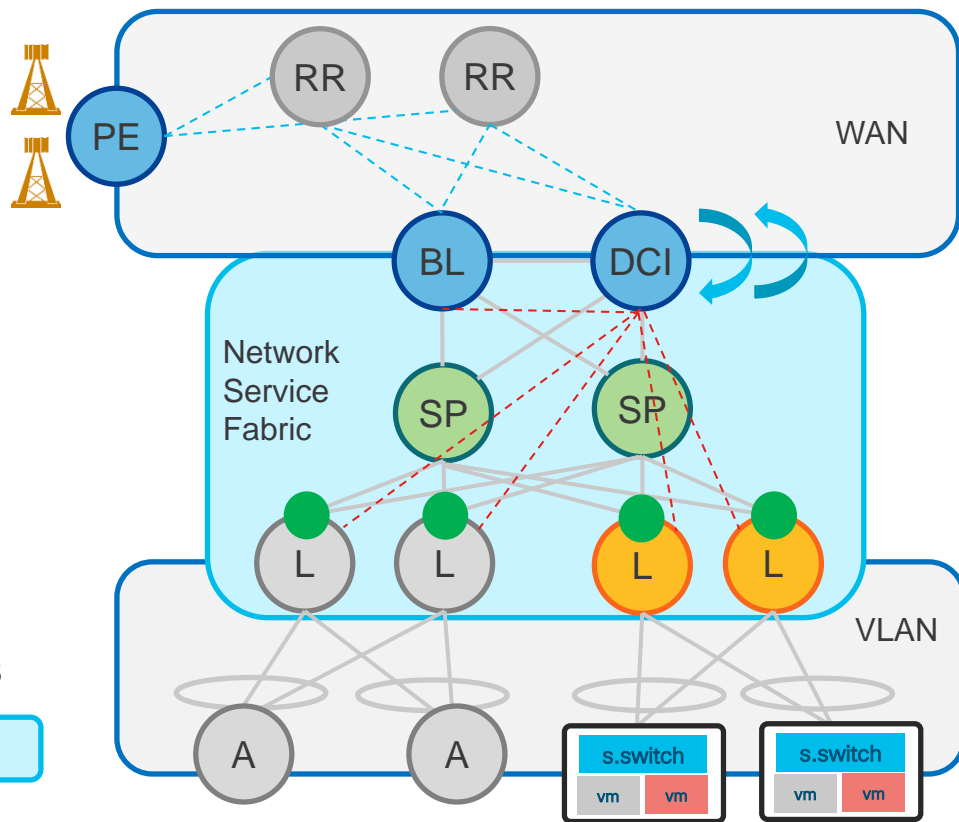 RR
RR
PE
WAN
BL
DCI
Network
Service
Fabric
SP
SP
L
L
L
L
VLAN
A
A
s.switch
vm
vm
s.switch
vm
vm